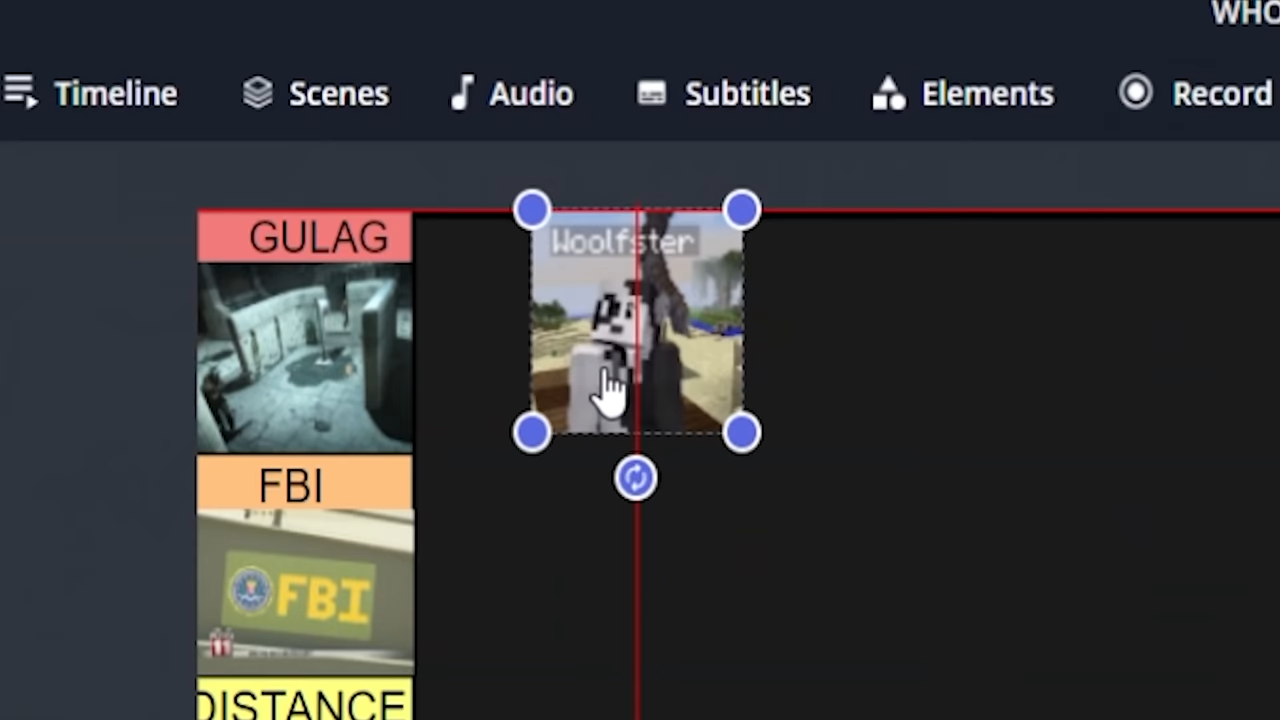 WHO
Timeline
Scenes
Audio
Subtitles
Elements
Record
GULAG
Woolfster
FBI
FBI
DISTANCE